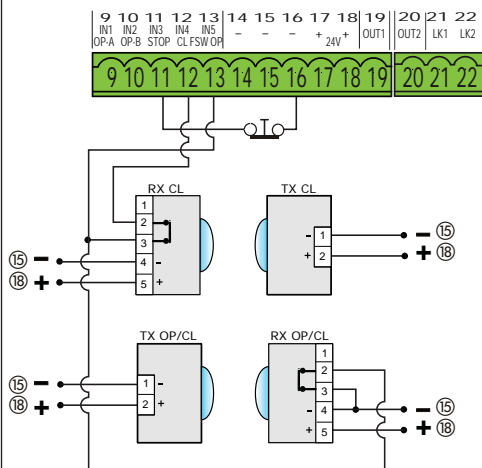 9 10 11 12 13 14 15 16 17 18 19 20 21 22
IN1 IN2 IN3 IN4 IN5 – – – + + OUT1 OUT2 LK1 LK2
OP-A OP-B STOP CL FSW OP 24V
9 10 11 12 13 14 15 16 17 18 19 20 21 22
RX CL
1
2
3
4 -
5 +
⑮ –
⑱ +
TX CL
- 1
+ 2
– ⑮
+ ⑱
TX OP/CL
1 -
2 +
⑮ –
⑱ +
RX OP/CL
1
2
3
- 4
+ 5
– ⑮
+ ⑱